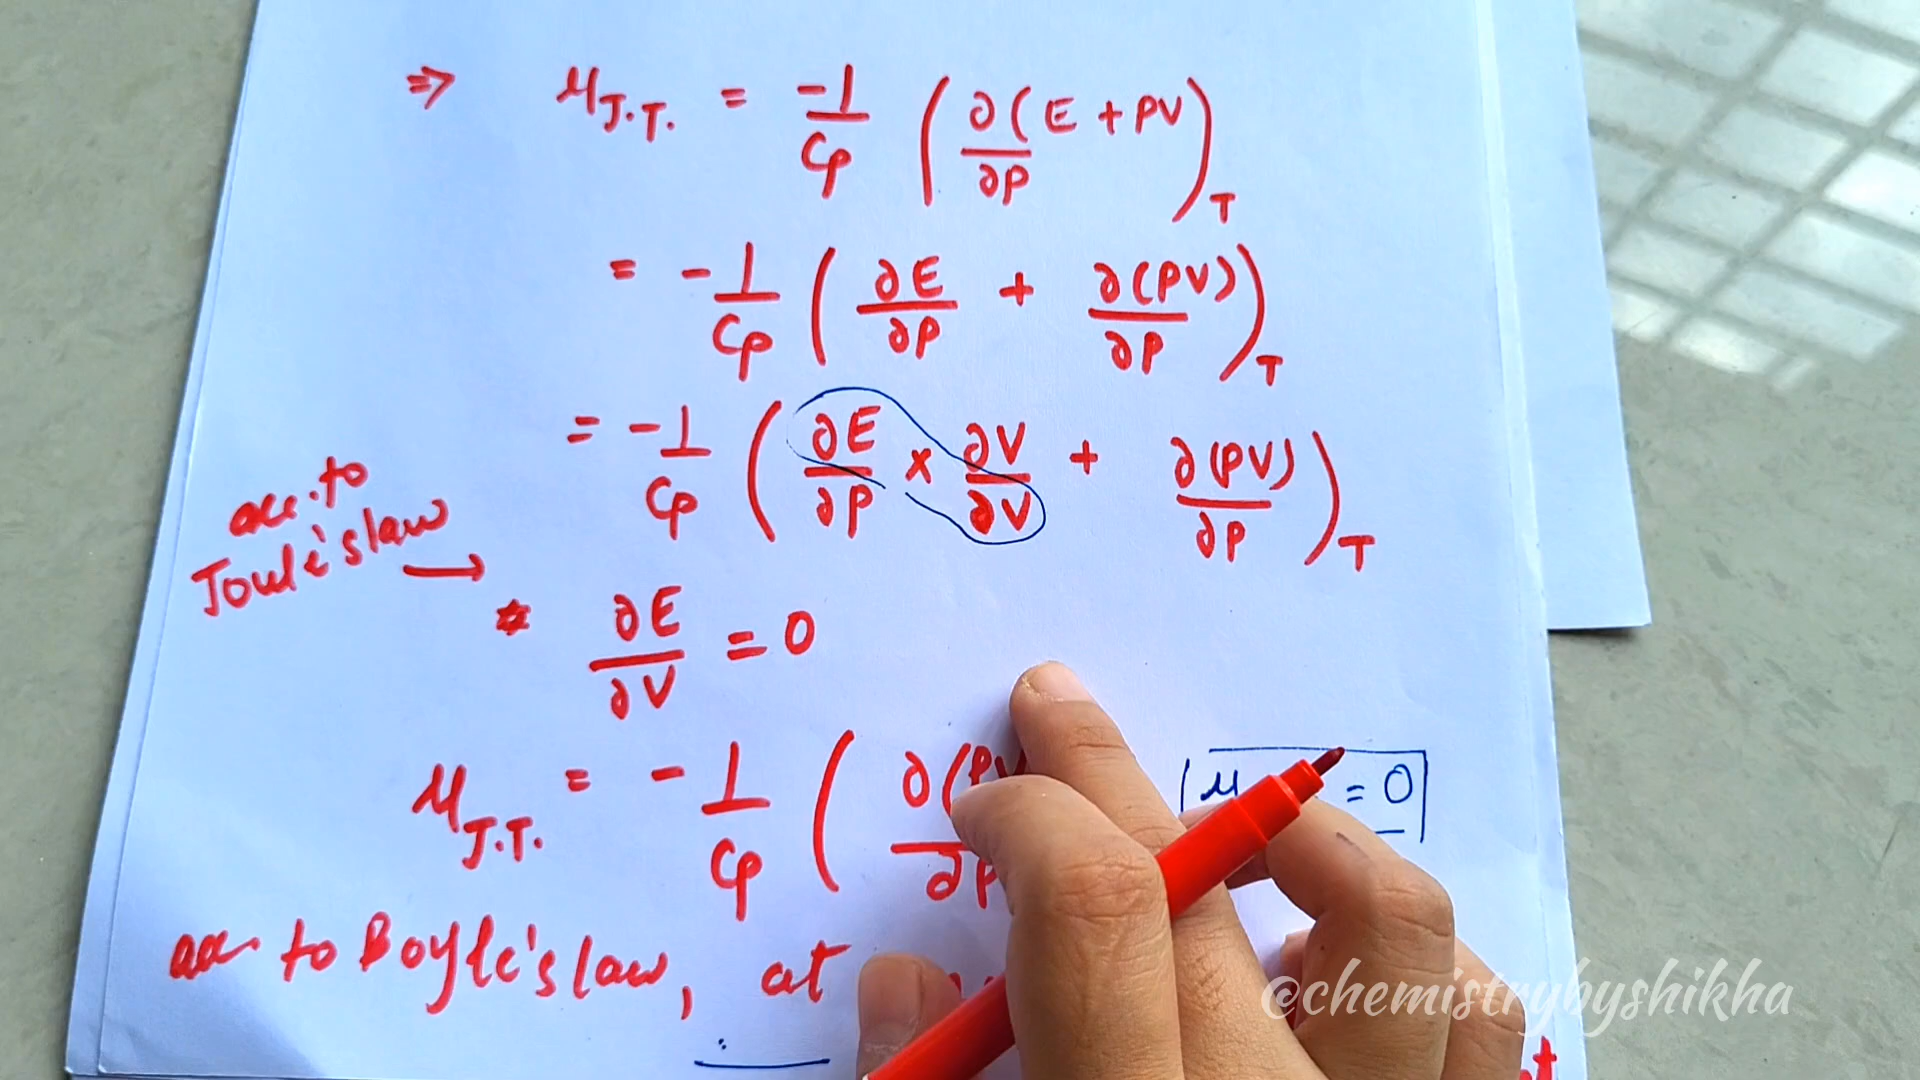 ⇒ μJ.T. = -1/Cp (∂(E + PV)/∂P)T
= -1/Cp (∂E/∂P + ∂(PV)/∂P)T
= -1/Cp (∂E/∂P × ∂V/∂V + ∂(PV)/∂P)T
acc. to
Joule's law →
* ∂E/∂V = 0
μJ.T. = -1/Cp (∂(PV/∂P
μ = 0
acc to Boyle's law, at
@chemistrybyshikha